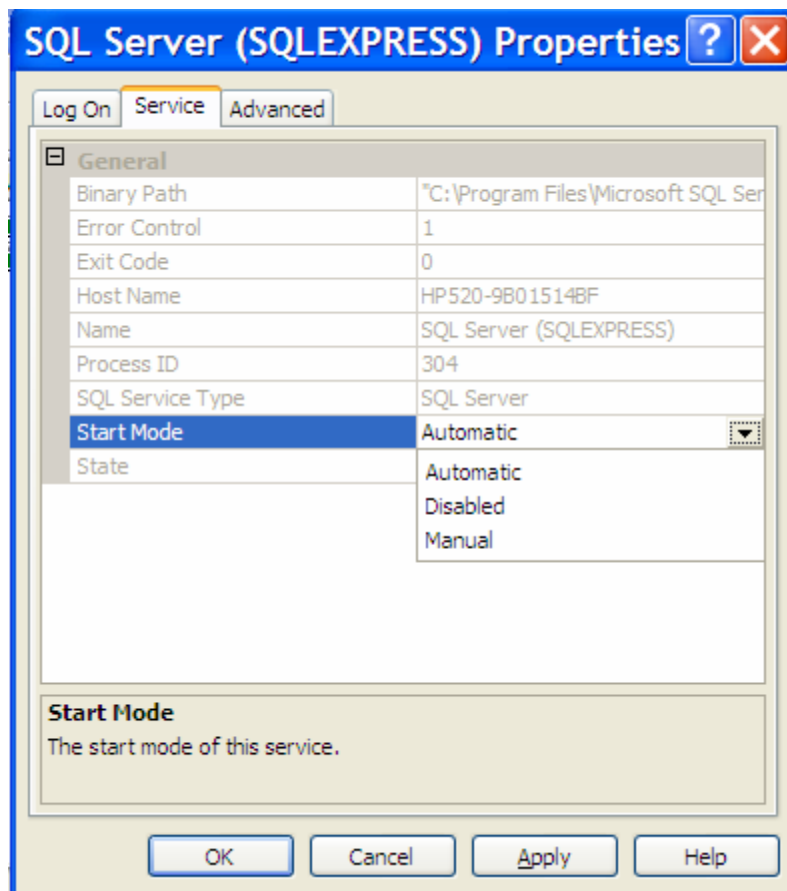 SQL Server (SQLEXPRESS) Properties
Log On Service Advanced
General
Binary Path "C:\Program Files\Microsoft SQL Ser
Error Control 1
Exit Code 0
Host Name HP520-9B01514BF
Name SQL Server (SQLEXPRESS)
Process ID 304
SQL Service Type SQL Server
Start Mode Automatic
State Automatic
Disabled
Manual
Start Mode
The start mode of this service.
OK Cancel Apply Help